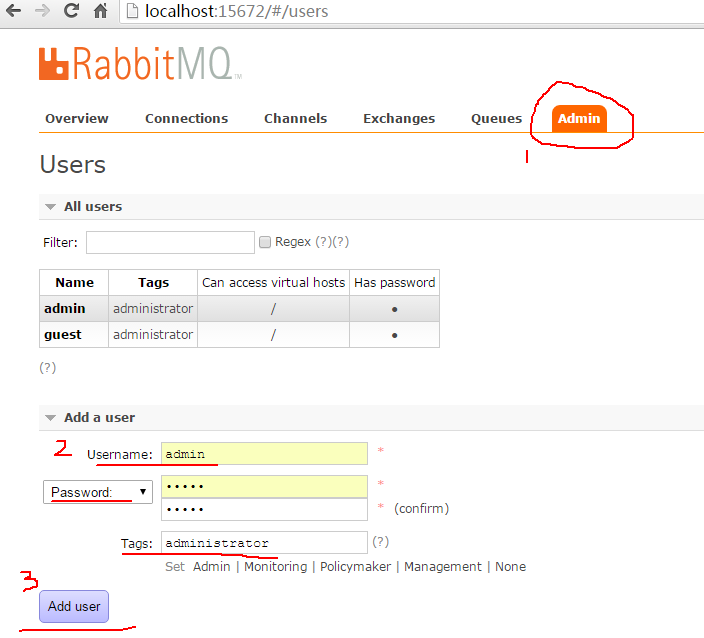 localhost:15672/#/users
RabbitMQ TM
Overview Connections Channels Exchanges Queues Admin
1
Users
All users
Filter: Regex (?)(?)
Name Tags Can access virtual hosts Has password
admin administrator / •
guest administrator / •
(?)
Add a user
2 Username: admin *
Password: ••••• *
••••• * (confirm)
Tags: administrator (?)
Set Admin | Monitoring | Policymaker | Management | None
3
Add user